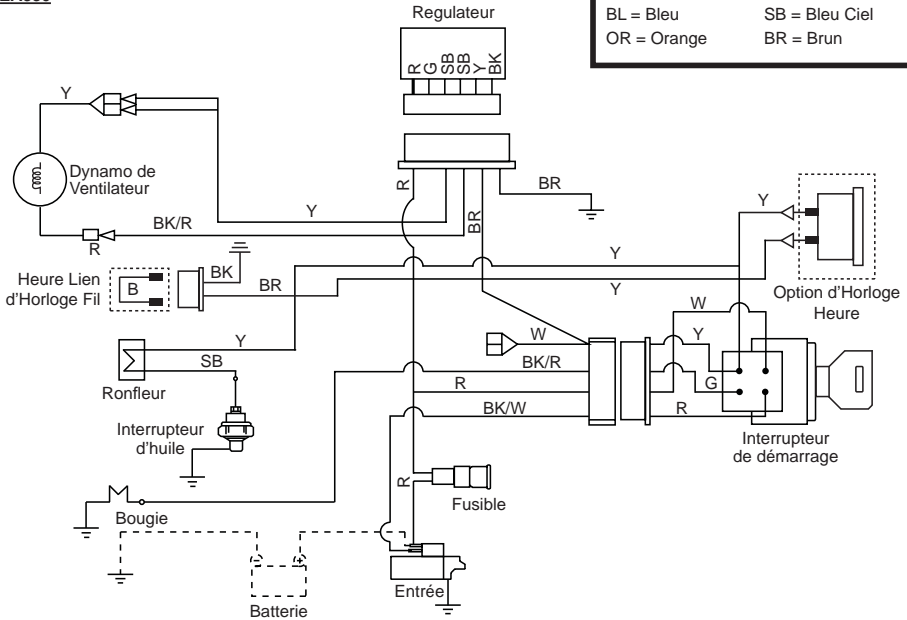 Regulateur
BL = Bleu
SB = Bleu Ciel
OR = Orange
BR = Brun
R
G
SB
SB
Y
BK
Y
Dynamo de
Ventilateur
R
BR
BR
Y
Y
BK/R
R
Y
Heure Lien
d'Horloge Fil
B
BK
BR
Y
Option d'Horloge
Heure
W
W
Y
Y
BK/R
SB
R
G
Ronfleur
BK/W
R
Interrupteur
d'huile
Interrupteur
de démarrage
R
Fusible
Bougie
Batterie
Entrée